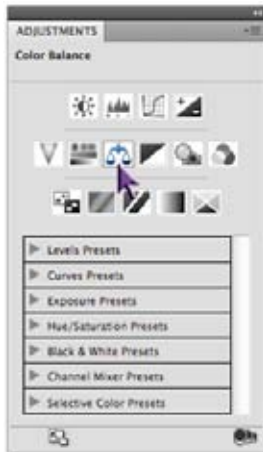 ADJUSTMENTS
Color Balance
Levels Presets
Curves Presets
Exposure Presets
Hue/Saturation Presets
Black & White Presets
Channel Mixer Presets
Selective Color Presets